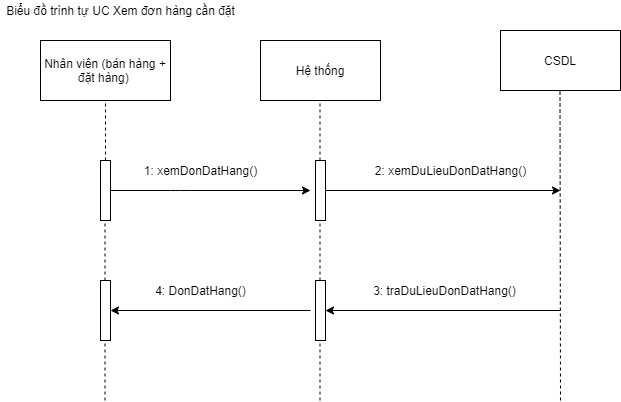 Biểu đồ trình tự UC Xem đơn hàng cần đặt
Nhân viên (bán hàng +
đặt hàng)
Hệ thống
CSDL
1: xemDonDatHang()
2: xemDuLieuDonDatHang()
4: DonDatHang()
3: traDuLieuDonDatHang()